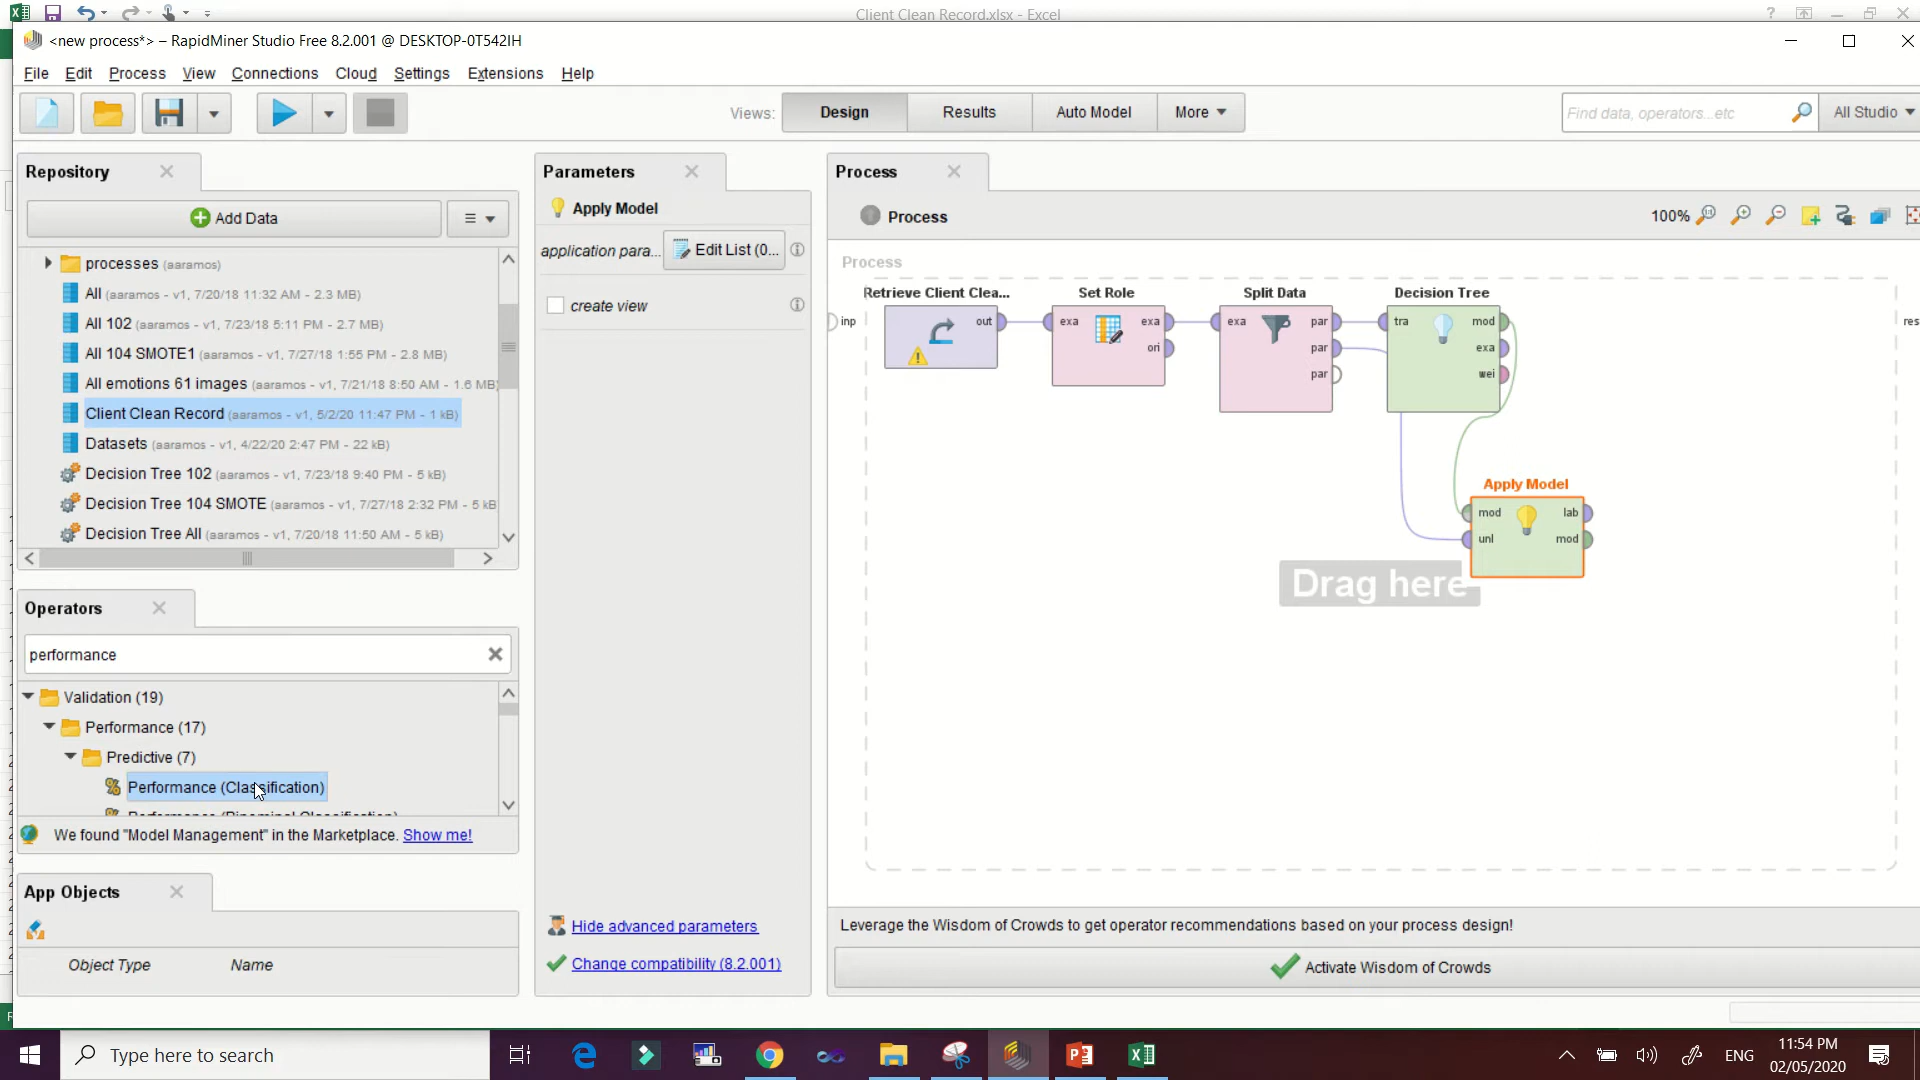 Client Clean Record.xlsx - Excel
<new process*> – RapidMiner Studio Free 8.2.001 @ DESKTOP-0T542IH
File Edit Process View Connections Cloud Settings Extensions Help
Views: Design Results Auto Model More
Find data, operators...etc
All Studio
Repository
Add Data
processes (aaramos)
All (aaramos - v1, 7/20/18 11:32 AM - 2.3 MB)
All 102 (aaramos - v1, 7/23/18 5:11 PM - 2.7 MB)
All 104 SMOTE1 (aaramos - v1, 7/27/18 1:55 PM - 2.8 MB)
All emotions 61 images (aaramos - v1, 7/21/18 8:50 AM - 1.6 MB)
Client Clean Record (aaramos - v1, 5/2/20 11:47 PM - 1 kB)
Datasets (aaramos - v1, 4/22/20 2:47 PM - 22 kB)
Decision Tree 102 (aaramos - v1, 7/23/18 9:40 PM - 5 kB)
Decision Tree 104 SMOTE (aaramos - v1, 7/27/18 2:32 PM - 5 kB
Decision Tree All (aaramos - v1, 7/20/18 11:50 AM - 5 kB)
Operators
performance
Validation (19)
Performance (17)
Predictive (7)
Performance (Classification)
We found "Model Management" in the Marketplace. Show me!
App Objects
Object Type Name
Parameters
Apply Model
application para... Edit List (0...
create view
Hide advanced parameters
Change compatibility (8.2.001)
Process
Process
100%
Process
inp
Retrieve Client Clea...
out
Set Role
exa exa
ori
Split Data
exa par
par
par
Decision Tree
tra mod
exa
wei
res
Apply Model
mod lab
unl mod
Drag here
Leverage the Wisdom of Crowds to get operator recommendations based on your process design!
Activate Wisdom of Crowds
Type here to search
ENG
11:54 PM
02/05/2020